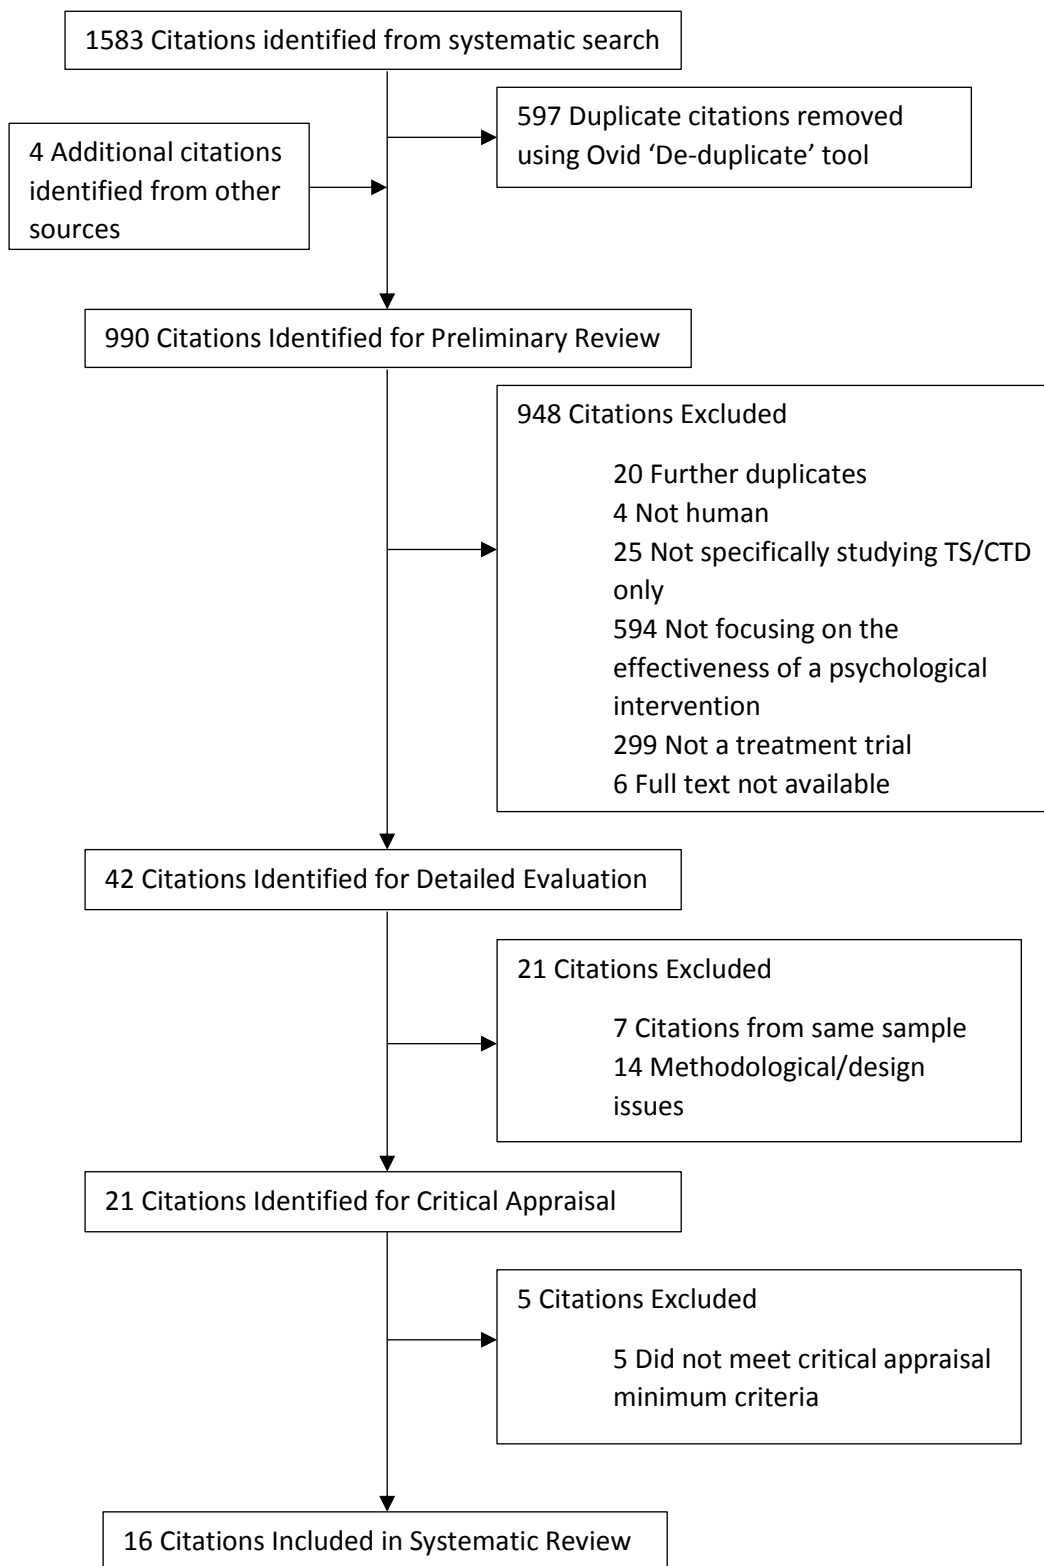 1583 Citations identified from systematic search
597 Duplicate citations removed
using Ovid ‘De-duplicate’ tool
4 Additional citations
identified from other
sources
990 Citations Identified for Preliminary Review
948 Citations Excluded
20 Further duplicates
4 Not human
25 Not specifically studying TS/CTD
only
594 Not focusing on the
effectiveness of a psychological
intervention
299 Not a treatment trial
6 Full text not available
42 Citations Identified for Detailed Evaluation
21 Citations Excluded
7 Citations from same sample
14 Methodological/design
issues
21 Citations Identified for Critical Appraisal
5 Citations Excluded
5 Did not meet critical appraisal
minimum criteria
16 Citations Included in Systematic Review